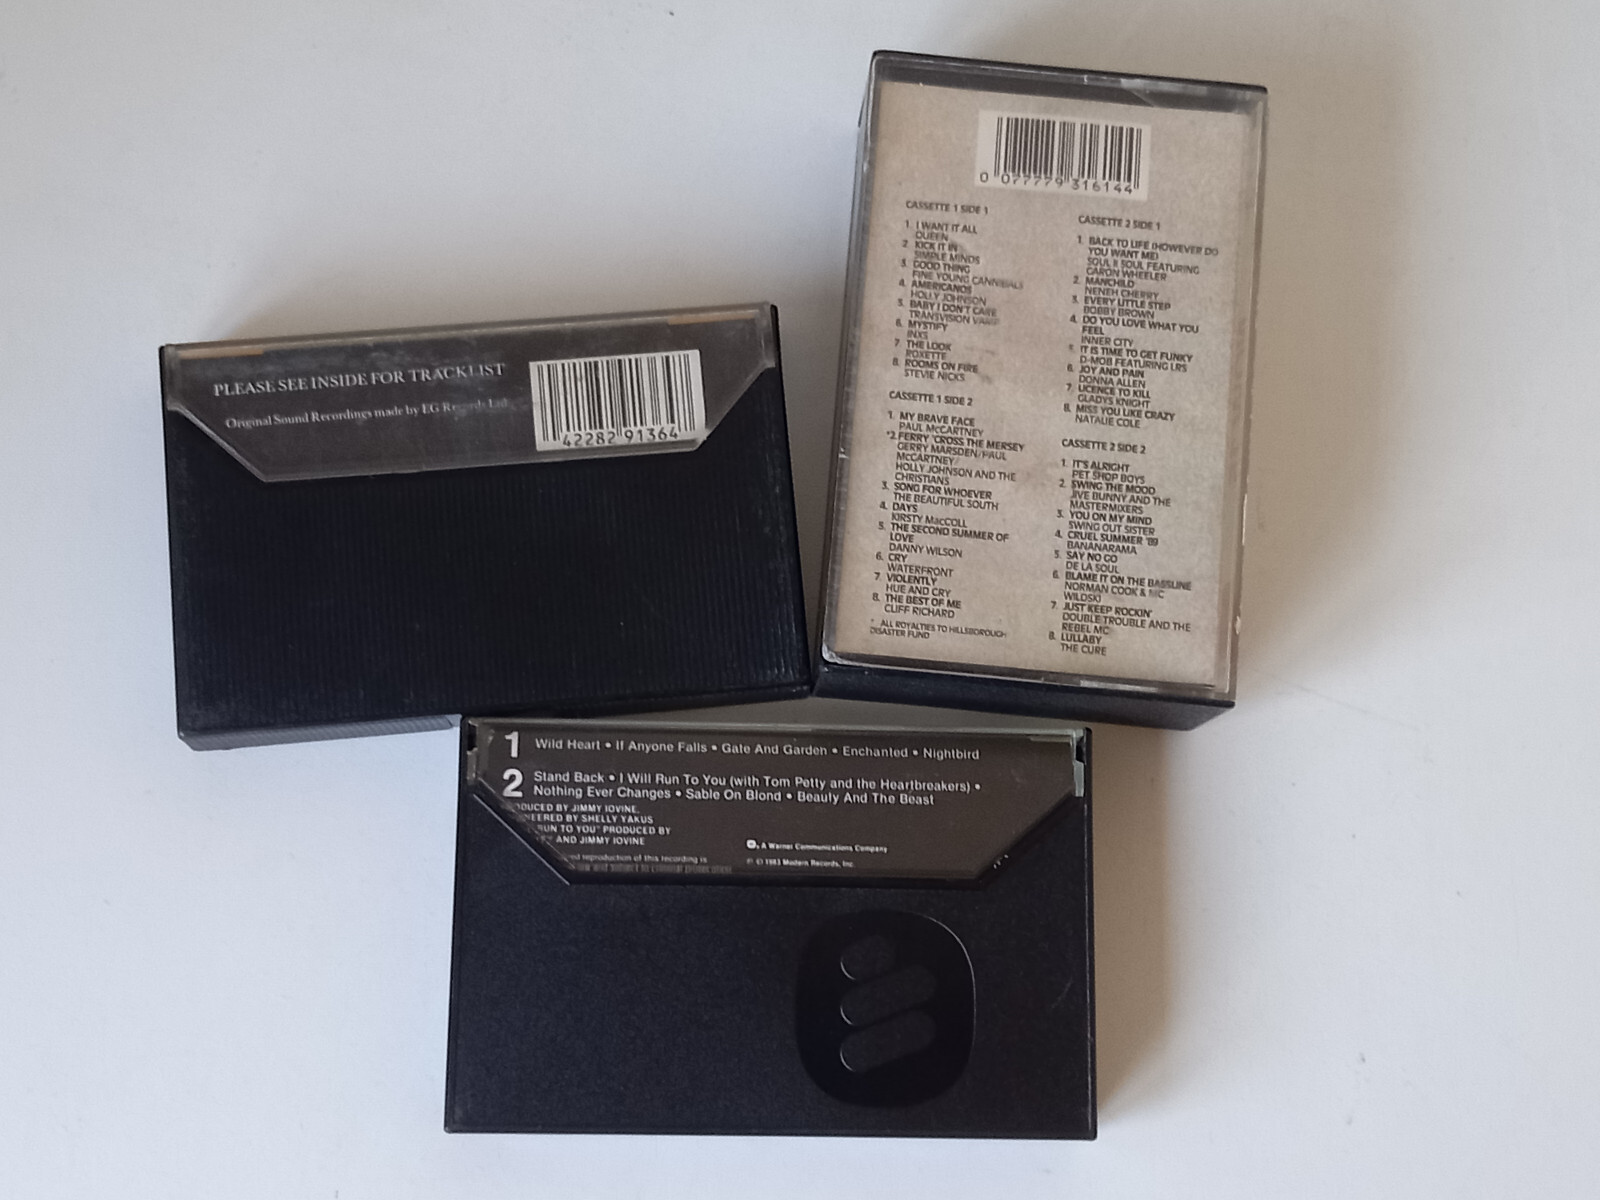 PLEASE SEE INSIDE FOR TRACKLIST
Original Sound Recordings made by EG Records Ltd.
42282 91364
0 077779 316144
CASSETTE 1 SIDE 1
1. I WANT IT ALL
QUEEN
2. KICK IT IN
SIMPLE MINDS
3. GOOD THING
FINE YOUNG CANNIBALS
4. AMERICANOS
HOLLY JOHNSON
5. BABY I DON'T CARE
TRANSVISION VAMP
6. MYSTIFY
INXS
7 THE LOOK
ROXETTE
8. ROOMS ON FIRE
STEVIE NICKS
CASSETTE 1 SIDE 2
1. MY BRAVE FACE
PAUL McCARTNEY
*2. FERRY 'CROSS THE MERSEY
GERRY MARSDEN/PAUL
McCARTNEY/
HOLLY JOHNSON AND THE
CHRISTIANS
3. SONG FOR WHOEVER
THE BEAUTIFUL SOUTH
4. DAYS
KIRSTY MacCOLL
5. THE SECOND SUMMER OF
LOVE
DANNY WILSON
6. CRY
WATERFRONT
7. VIOLENTLY
HUE AND CRY
8. THE BEST OF ME
CLIFF RICHARD
* ALL ROYALTIES TO HILLSBOROUGH
DISASTER FUND
CASSETTE 2 SIDE 1
1. BACK TO LIFE (HOWEVER DO
YOU WANT ME)
SOUL II SOUL FEATURING
CARON WHEELER
2. MANCHILD
NENEH CHERRY
3. EVERY LITTLE STEP
BOBBY BROWN
4. DO YOU LOVE WHAT YOU
FEEL
INNER CITY
5. IT IS TIME TO GET FUNKY
D-MOB FEATURING LRS
6. JOY AND PAIN
DONNA ALLEN
7. LICENCE TO KILL
GLADYS KNIGHT
8. MISS YOU LIKE CRAZY
NATALIE COLE
CASSETTE 2 SIDE 2
1. IT'S ALRIGHT
PET SHOP BOYS
2. SWING THE MOOD
JIVE BUNNY AND THE
MASTERMIXERS
3. YOU ON MY MIND
SWING OUT SISTER
4. CRUEL SUMMER '89
BANANARAMA
5. SAY NO GO
DE LA SOUL
6. BLAME IT ON THE BASSLINE
NORMAN COOK & MC
WILDSKI
7. JUST KEEP ROCKIN'
DOUBLE TROUBLE AND THE
REBEL MC
8. LULLABY
THE CURE
1 Wild Heart • If Anyone Falls • Gate And Garden • Enchanted • Nightbird
2 Stand Back • I Will Run To You (with Tom Petty and the Heartbreakers) •
Nothing Ever Changes • Sable On Blond • Beauty And The Beast
ODUCED BY JIMMY IOVINE.
NEERED BY SHELLY YAKUS
RUN TO YOU" PRODUCED BY
AND JIMMY IOVINE
reproduction of this recording is
, A Warner Communications Company
℗ © 1983 Modern Records, Inc.